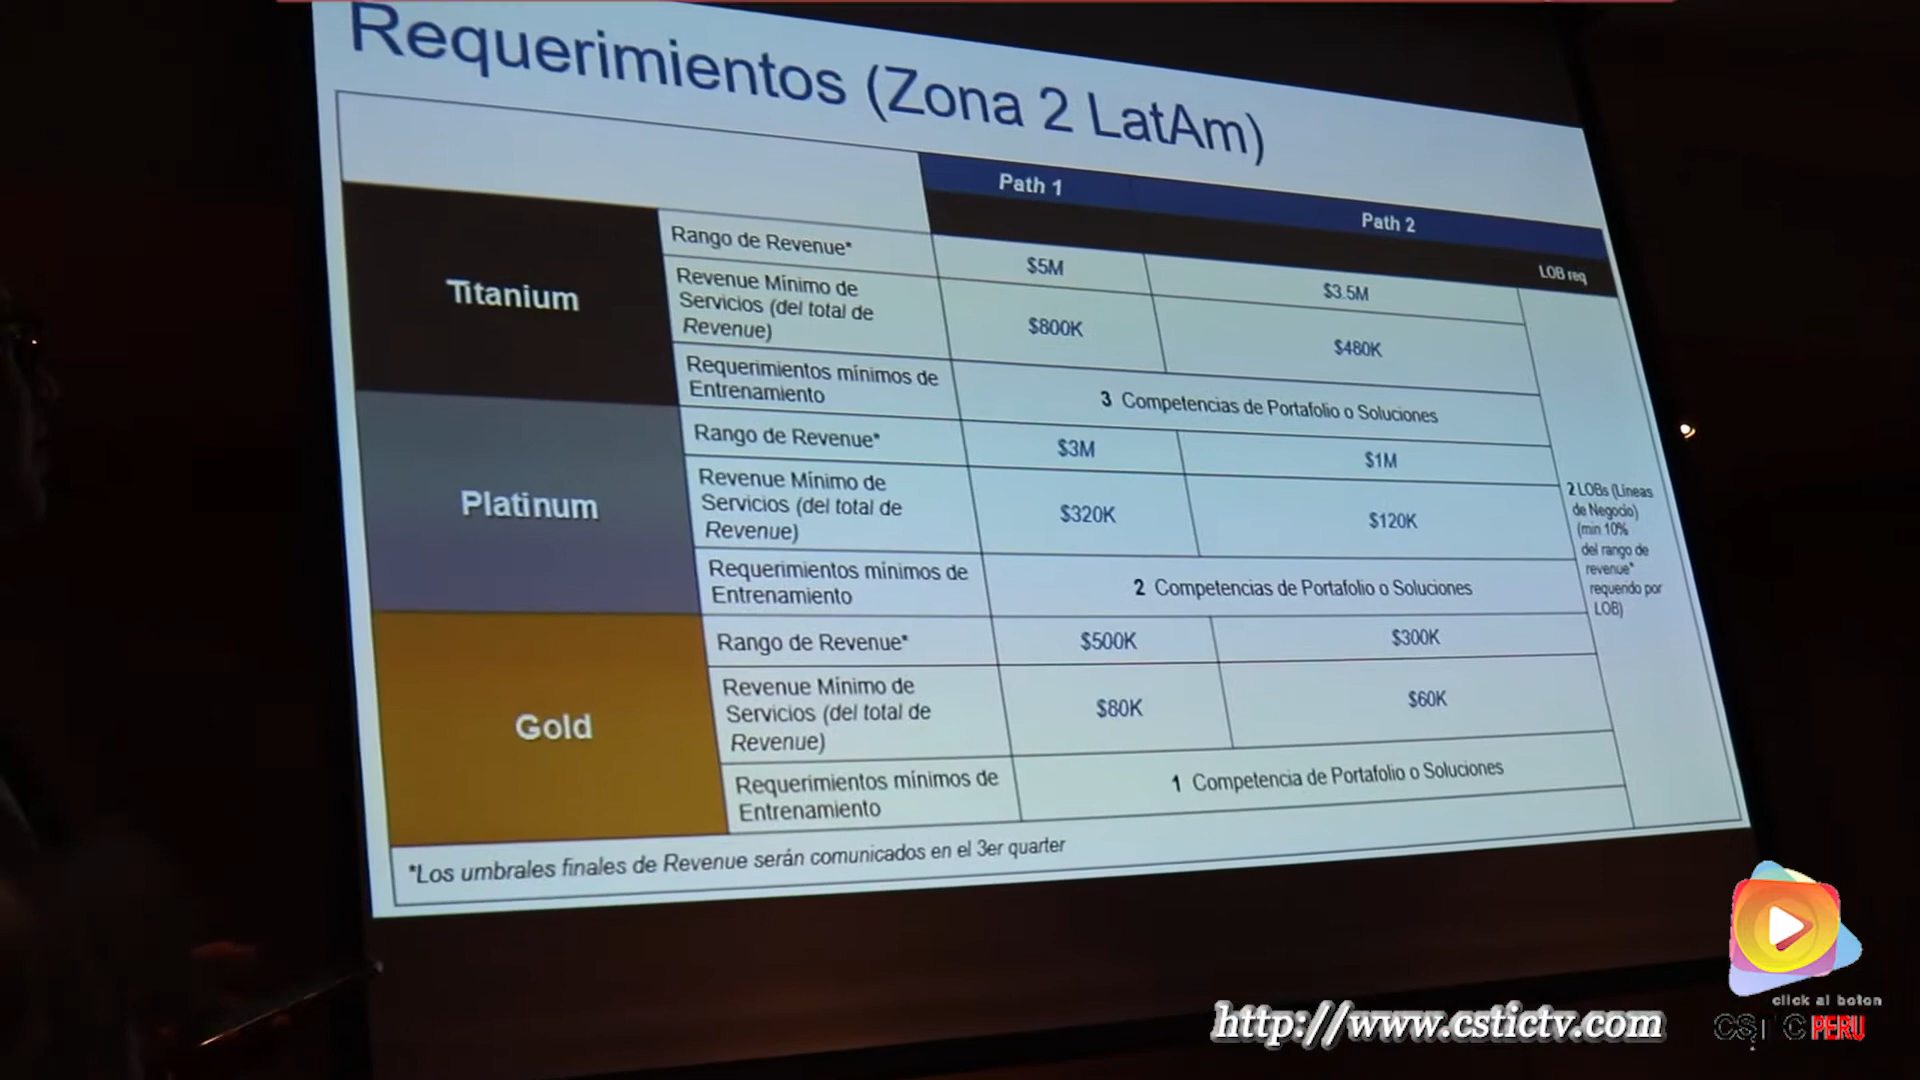 Requerimientos (Zona 2 LatAm)
Path 1
Path 2
LOB req
Titanium
Rango de Revenue*
$5M
$3.5M
Revenue Mínimo de
Servicios (del total de
Revenue)
$800K
$480K
Requerimientos mínimos de
Entrenamiento
3 Competencias de Portafolio o Soluciones
Platinum
Rango de Revenue*
$3M
$1M
Revenue Mínimo de
Servicios (del total de
Revenue)
$320K
$120K
Requerimientos mínimos de
Entrenamiento
2 Competencias de Portafolio o Soluciones
Gold
Rango de Revenue*
$500K
$300K
Revenue Mínimo de
Servicios (del total de
Revenue)
$80K
$60K
Requerimientos mínimos de
Entrenamiento
1 Competencia de Portafolio o Soluciones
2 LOBs (Líneas
de Negocio)
(min 10%
del rango de
revenue*
requerido por
LOB)
*Los umbrales finales de Revenue serán comunicados en el 3er quarter
click al boton
CSTIC PERU
http://www.cstictv.com